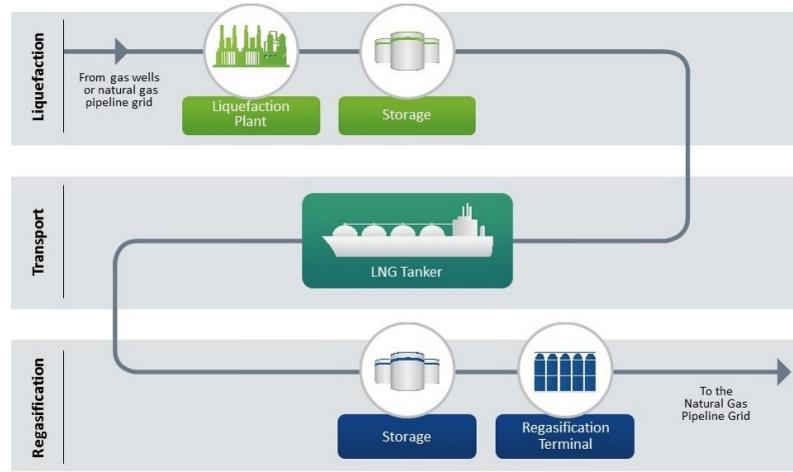 Liquefaction
From gas wells
or natural gas
pipeline grid
Liquefaction
Plant
Storage
Transport
LNG Tanker
Regasification
Storage
Regasification
Terminal
To the
Natural Gas
Pipeline Grid